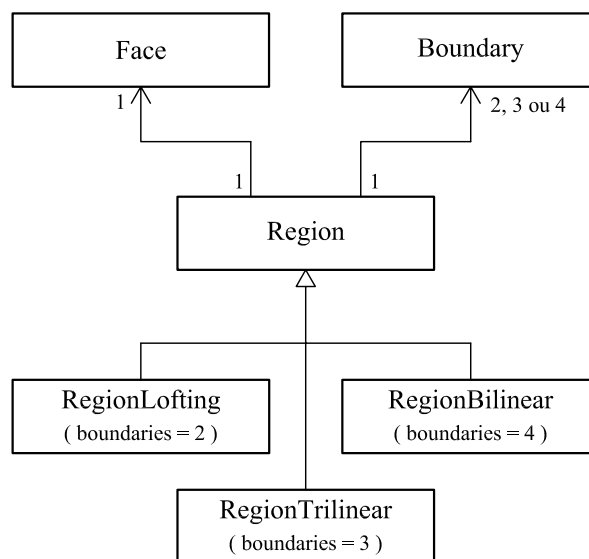 Face
Boundary
1
2, 3 ou 4
1
1
Region
RegionLofting
( boundaries = 2 )
RegionBilinear
( boundaries = 4 )
RegionTrilinear
( boundaries = 3 )